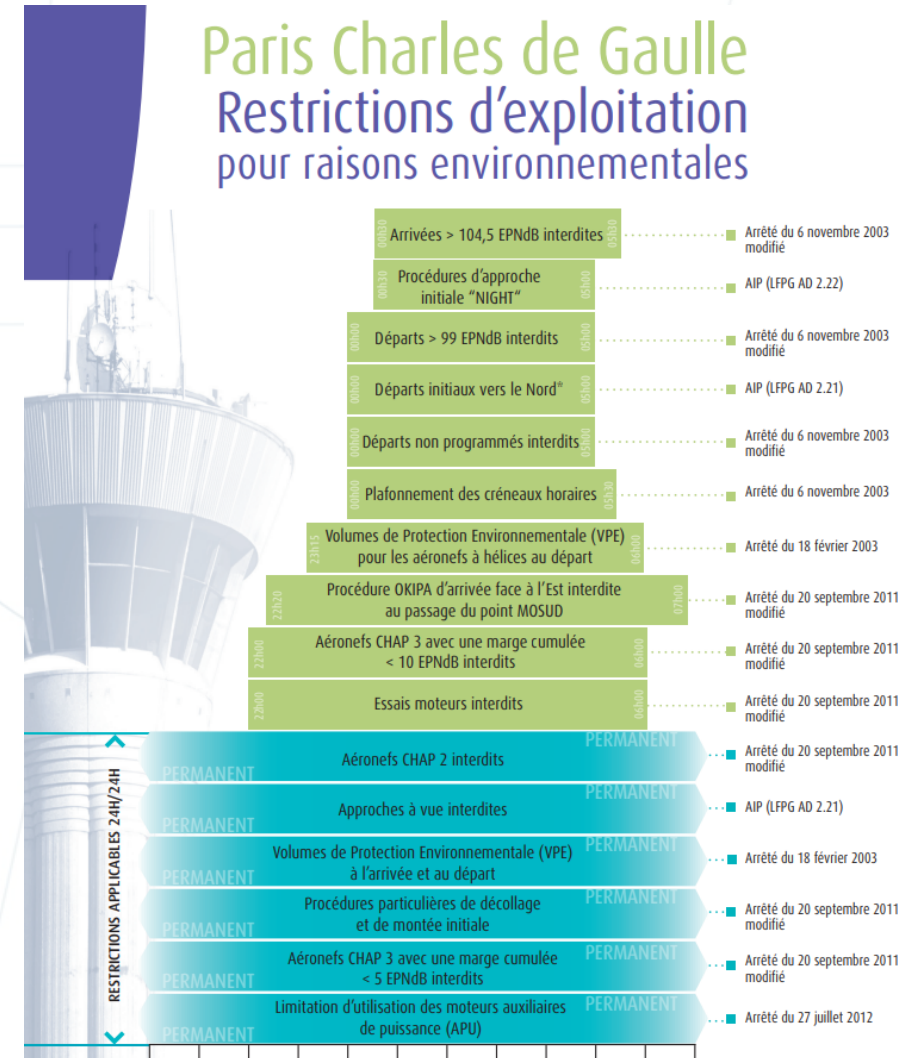 Paris Charles de Gaulle
Restrictions d’exploitation
pour raisons environnementales
00h30
Arrivées > 104,5 EPNdB interdites
05h30
Arrêté du 6 novembre 2003
modifié
00h30
Procédures d’approche
initiale “NIGHT“
05h00
AIP (LFPG AD 2.22)
00h00
Départs > 99 EPNdB interdits
05h00
Arrêté du 6 novembre 2003
modifié
00h00
Départs initiaux vers le Nord*
05h00
AIP (LFPG AD 2.21)
00h00
Départs non programmés interdits
05h00
Arrêté du 6 novembre 2003
modifié
00h00
Plafonnement des créneaux horaires
05h30
Arrêté du 6 novembre 2003
23h15
Volumes de Protection Environnementale (VPE)
pour les aéronefs à hélices au départ
06h00
Arrêté du 18 février 2003
22h20
Procédure OKIPA d’arrivée face à l’Est interdite
au passage du point MOSUD
07h00
Arrêté du 20 septembre 2011
modifié
22h00
Aéronefs CHAP 3 avec une marge cumulée
< 10 EPNdB interdits
06h00
Arrêté du 20 septembre 2011
modifié
22h00
Essais moteurs interdits
06h00
Arrêté du 20 septembre 2011
modifié
RESTRICTIONS APPLICABLES 24H/24H
PERMANENT
Aéronefs CHAP 2 interdits
PERMANENT
Arrêté du 20 septembre 2011
modifié
PERMANENT
Approches à vue interdites
PERMANENT
AIP (LFPG AD 2.21)
PERMANENT
Volumes de Protection Environnementale (VPE)
à l’arrivée et au départ
PERMANENT
Arrêté du 18 février 2003
PERMANENT
Procédures particulières de décollage
et de montée initiale
PERMANENT
Arrêté du 20 septembre 2011
modifié
PERMANENT
Aéronefs CHAP 3 avec une marge cumulée
< 5 EPNdB interdits
PERMANENT
Arrêté du 20 septembre 2011
modifié
PERMANENT
Limitation d’utilisation des moteurs auxiliaires
de puissance (APU)
PERMANENT
Arrêté du 27 juillet 2012